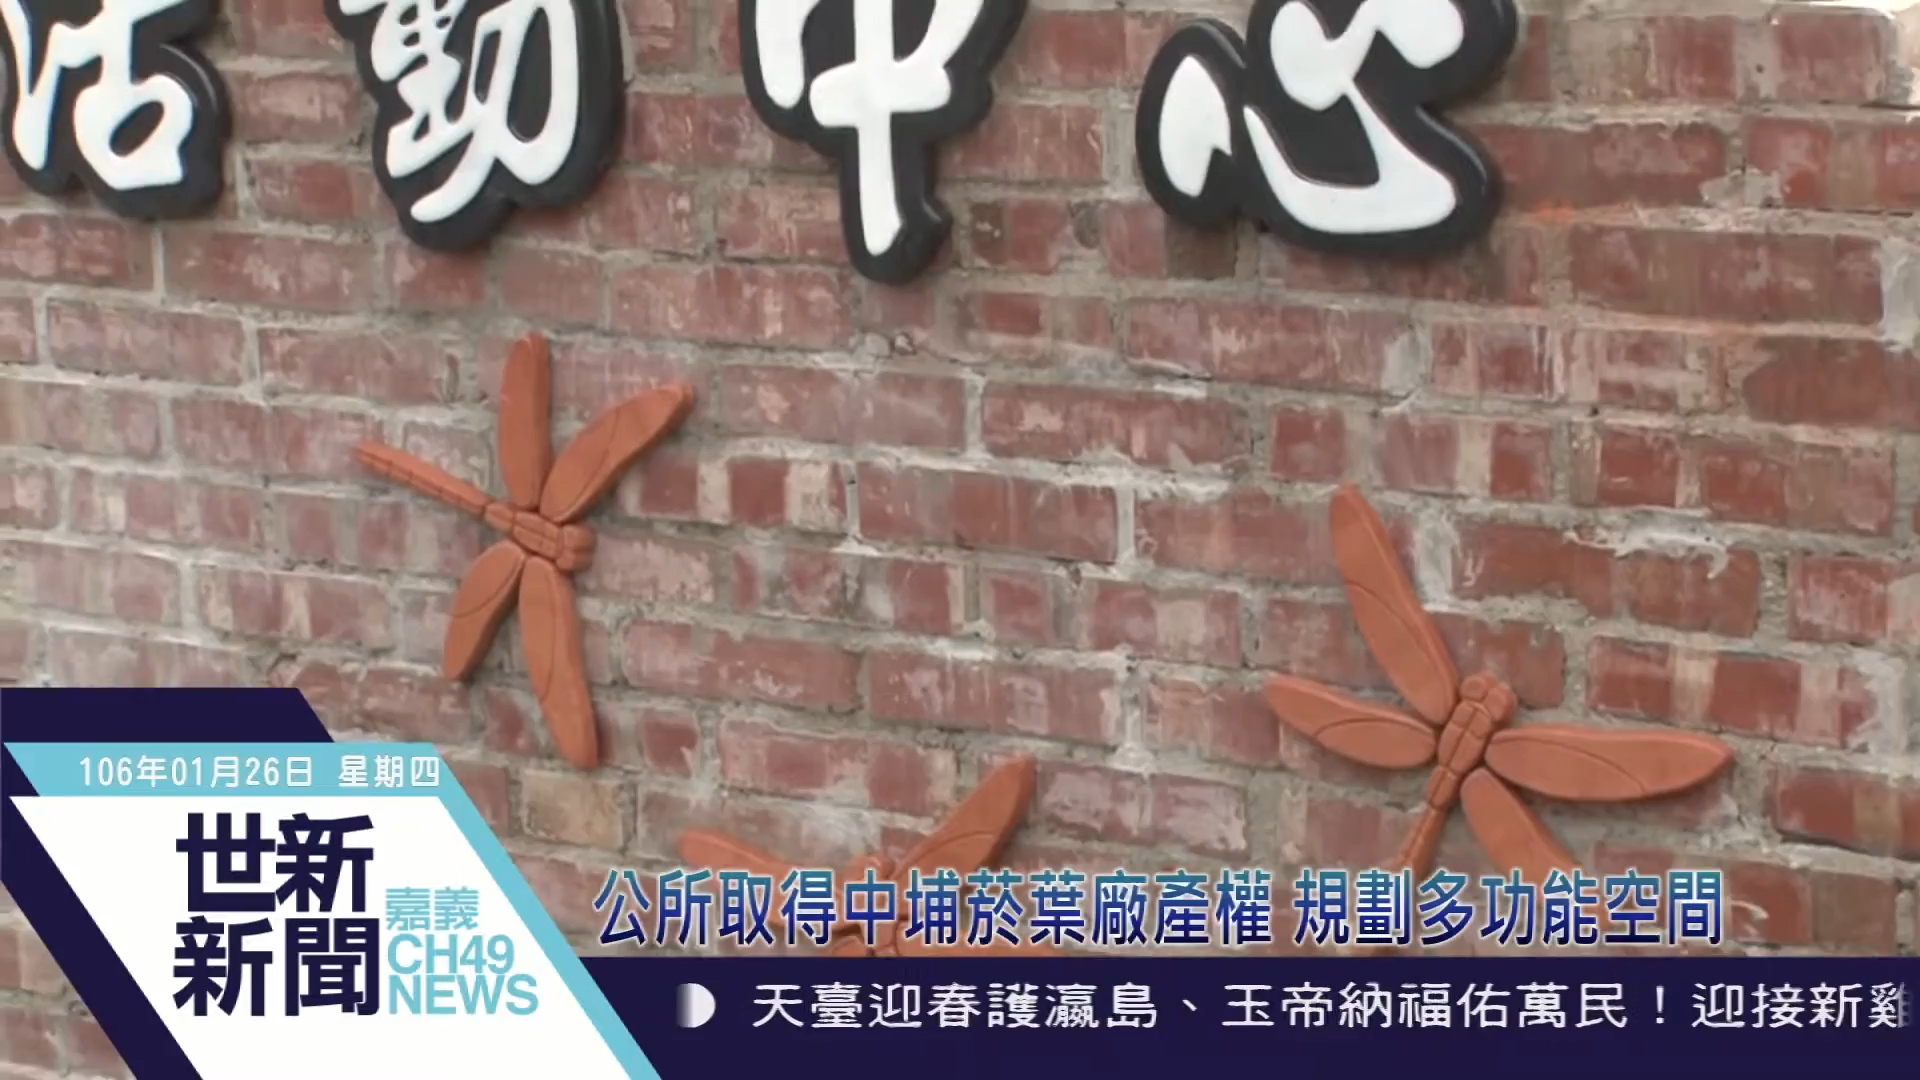 活動中心
106年01月26日 星期四
世新
新聞
嘉義
CH49
NEWS
公所取得中埔菸葉廠產權 規劃多功能空間
天臺迎春護瀛島、玉帝納福佑萬民！迎接新雞